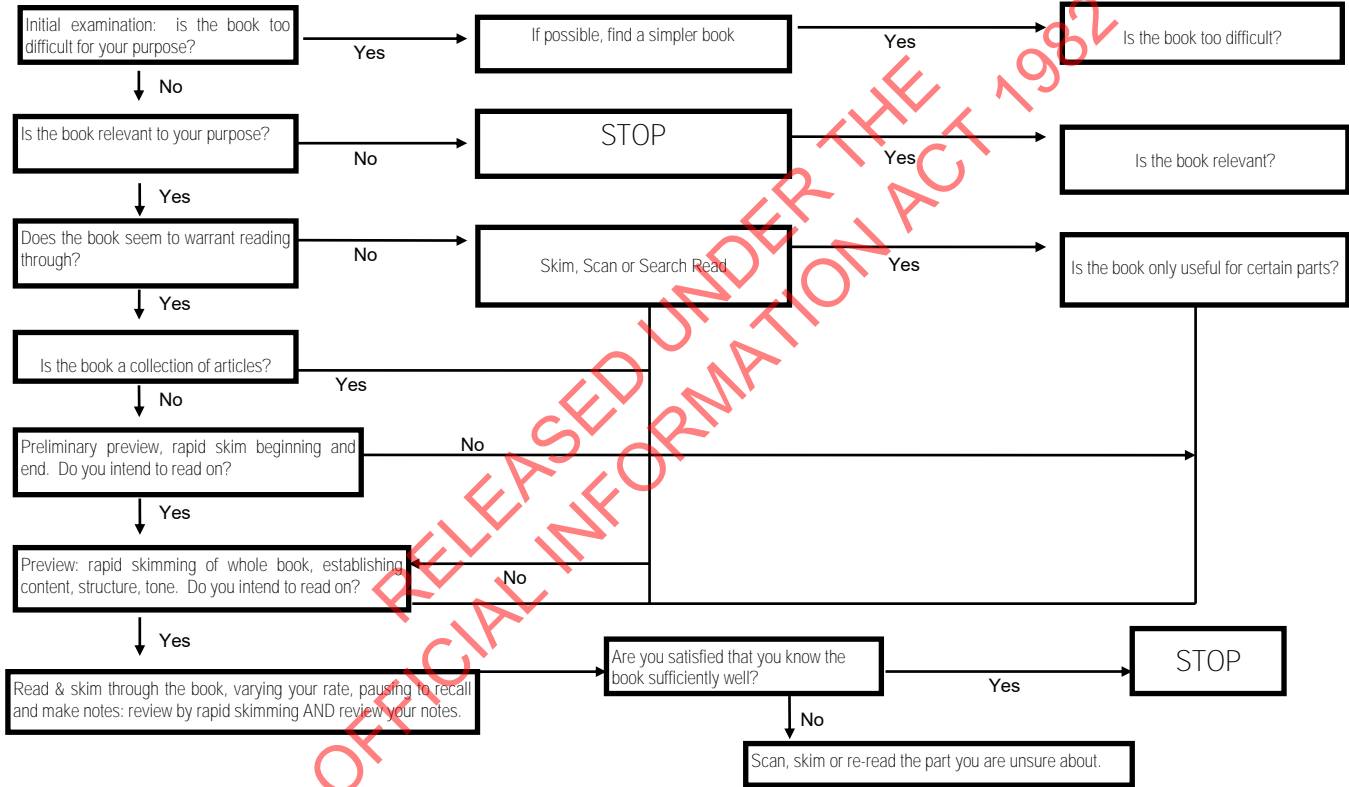 Initial examination: is the book too
difficult for your purpose?
Yes
If possible, find a simpler book
Yes
Is the book too difficult?
No
Is the book relevant to your purpose?
No
STOP
Yes
Is the book relevant?
Yes
Does the book seem to warrant reading
through?
No
Skim, Scan or Search Read
Yes
Is the book only useful for certain parts?
Yes
Is the book a collection of articles?
Yes
No
Preliminary preview, rapid skim beginning and
end. Do you intend to read on?
No
Yes
Preview: rapid skimming of whole book, establishing
content, structure, tone. Do you intend to read on?
No
Yes
Read & skim through the book, varying your rate, pausing to recall
and make notes: review by rapid skimming AND review your notes.
Are you satisfied that you know the
book sufficiently well?
Yes
STOP
No
Scan, skim or re-read the part you are unsure about.
RELEASED UNDER THE
OFFICIAL INFORMATION ACT 1982